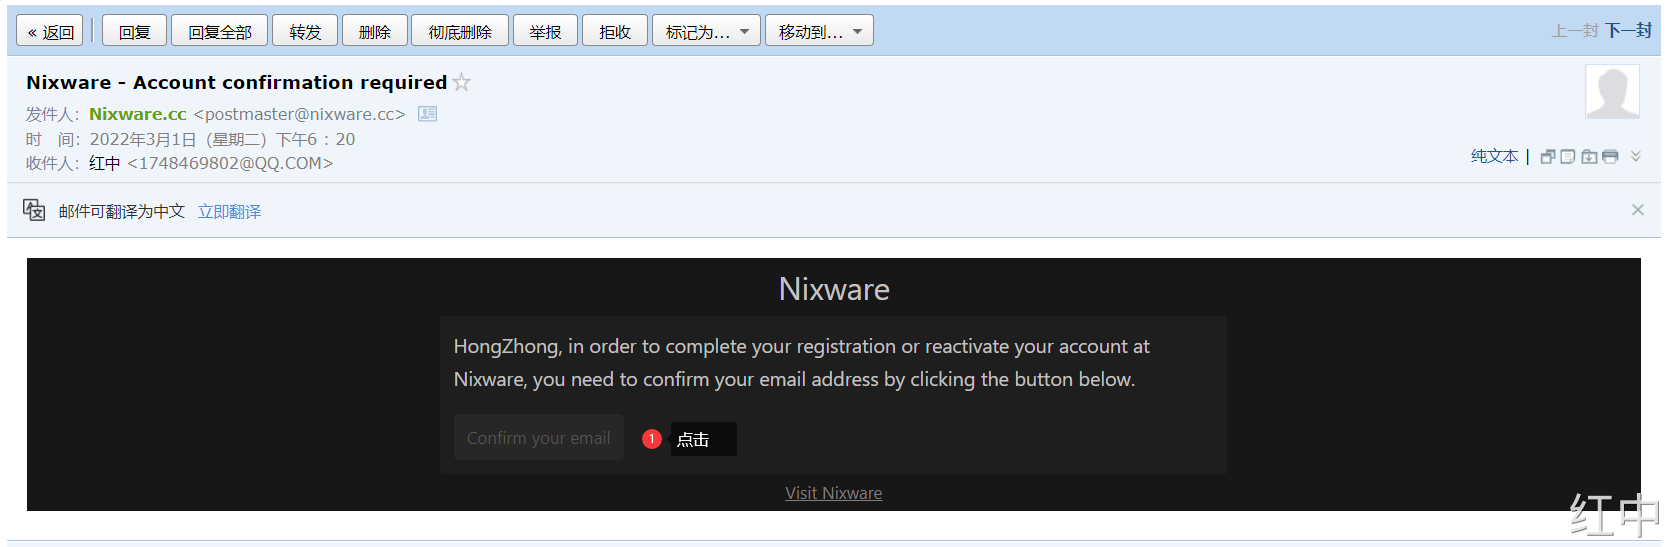 « 返回 回复 回复全部 转发 删除 彻底删除 举报 拒收 标记为... 移动到... 上一封 下一封
Nixware - Account confirmation required
发件人：Nixware.cc <postmaster@nixware.cc>
时 间：2022年3月1日（星期二）下午6：20
收件人：红中 <1748469802@QQ.COM>
纯文本 |
邮件可翻译为中文 立即翻译
Nixware
HongZhong, in order to complete your registration or reactivate your account at
Nixware, you need to confirm your email address by clicking the button below.
Confirm your email 1 点击
Visit Nixware
红中